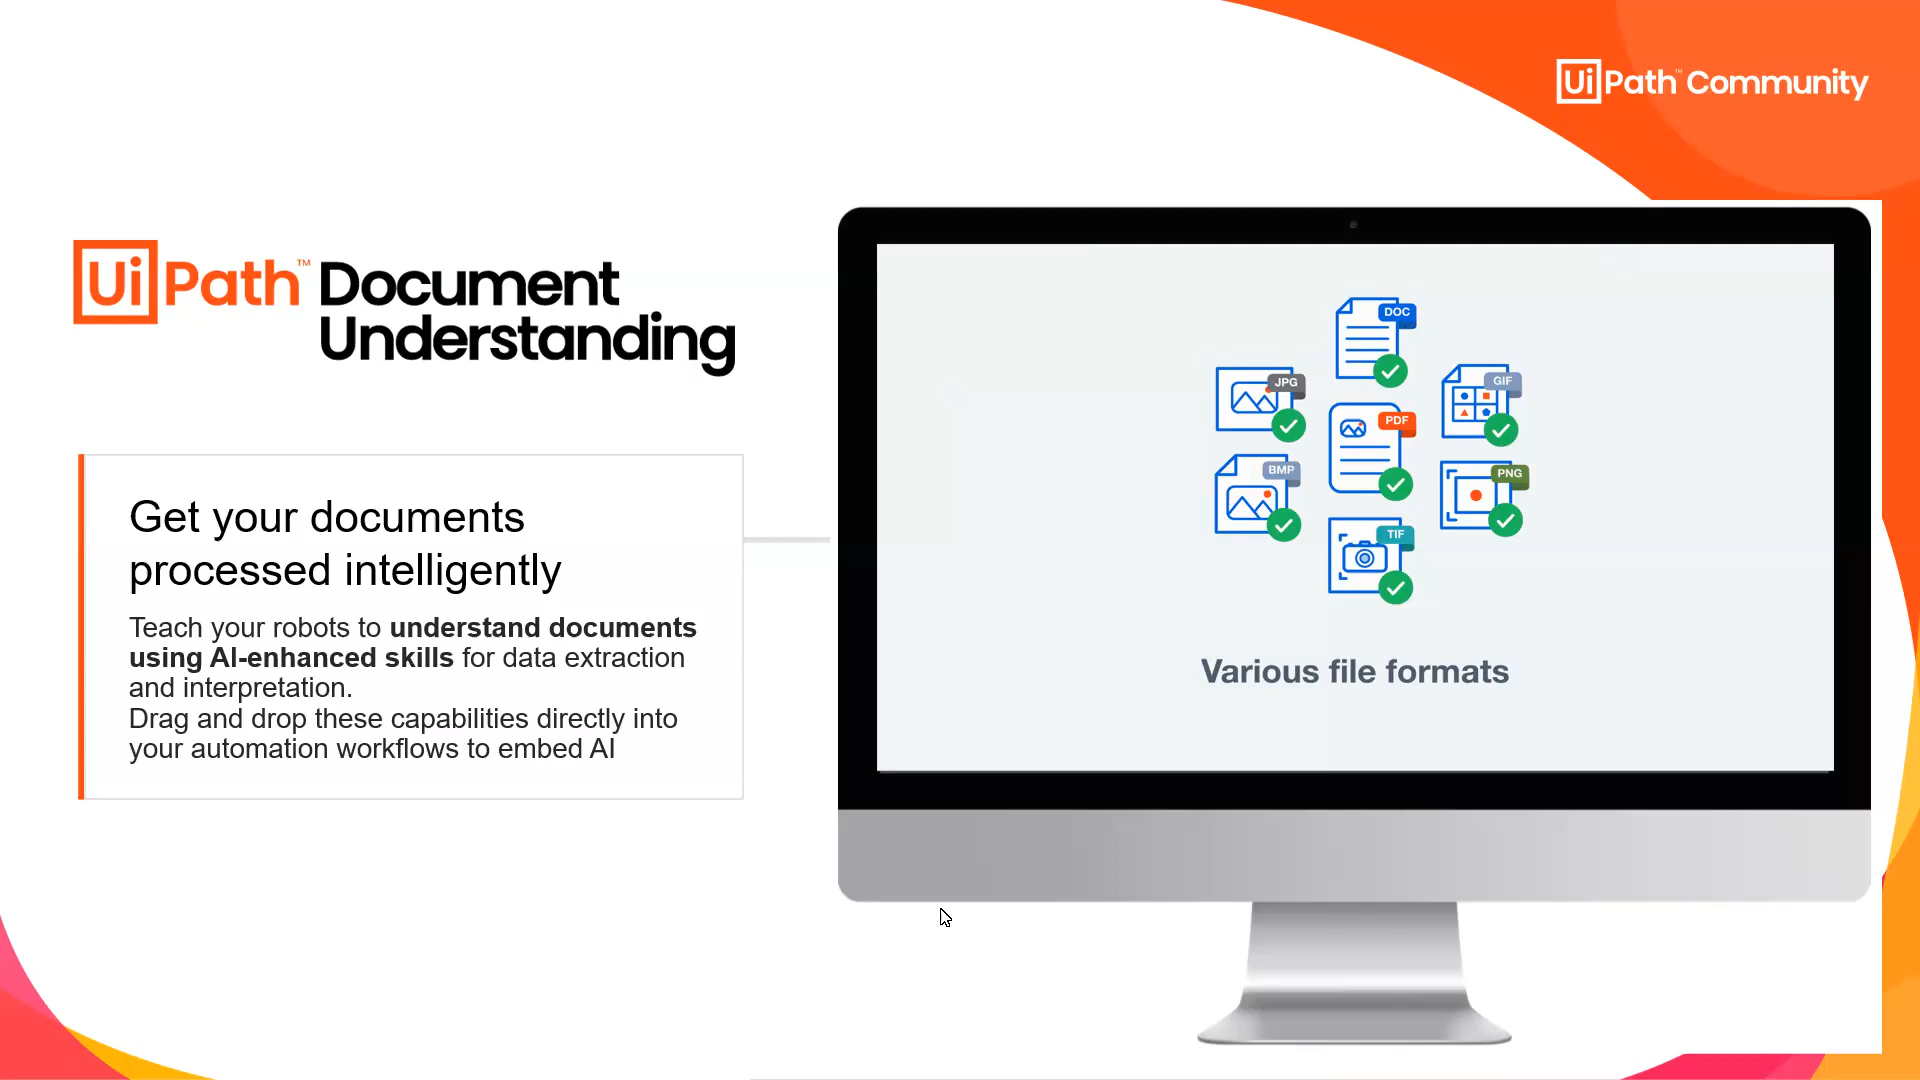 UiPath™ Community
UiPath™ Document
Understanding
Get your documents
processed intelligently
Teach your robots to understand documents
using AI-enhanced skills for data extraction
and interpretation.
Drag and drop these capabilities directly into
your automation workflows to embed AI
DOC
JPG
GIF
PDF
BMP
PNG
TIF
Various file formats